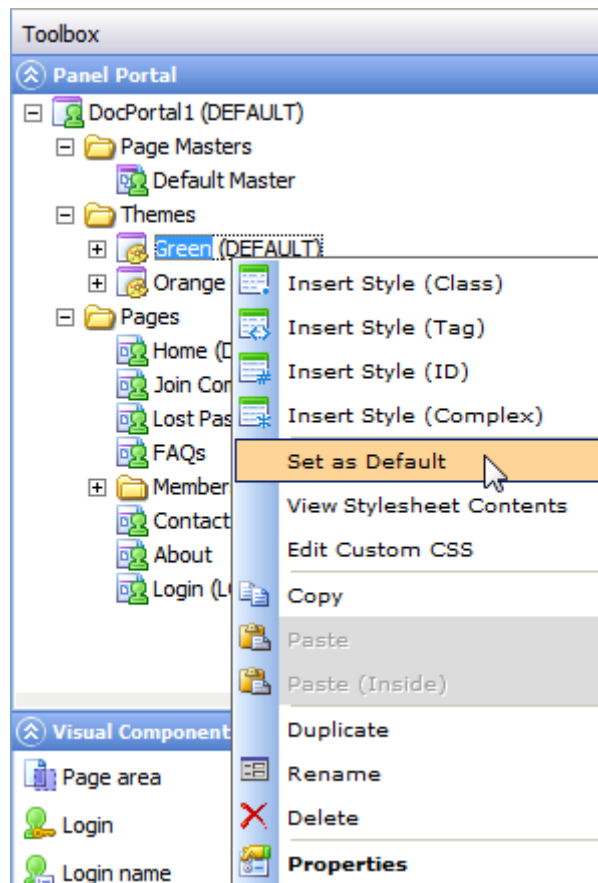 Toolbox
Panel Portal
DocPortal1 (DEFAULT)
Page Masters
Default Master
Themes
Green (DEFAULT)
Orange
Pages
Home (D
Join Con
Lost Pas
FAQs
Member
Contact
About
Login (L
Insert Style (Class)
Insert Style (Tag)
Insert Style (ID)
Insert Style (Complex)
Set as Default
View Stylesheet Contents
Edit Custom CSS
Copy
Paste
Paste (Inside)
Duplicate
Rename
Delete
Properties
Visual Component
Page area
Login
Login name